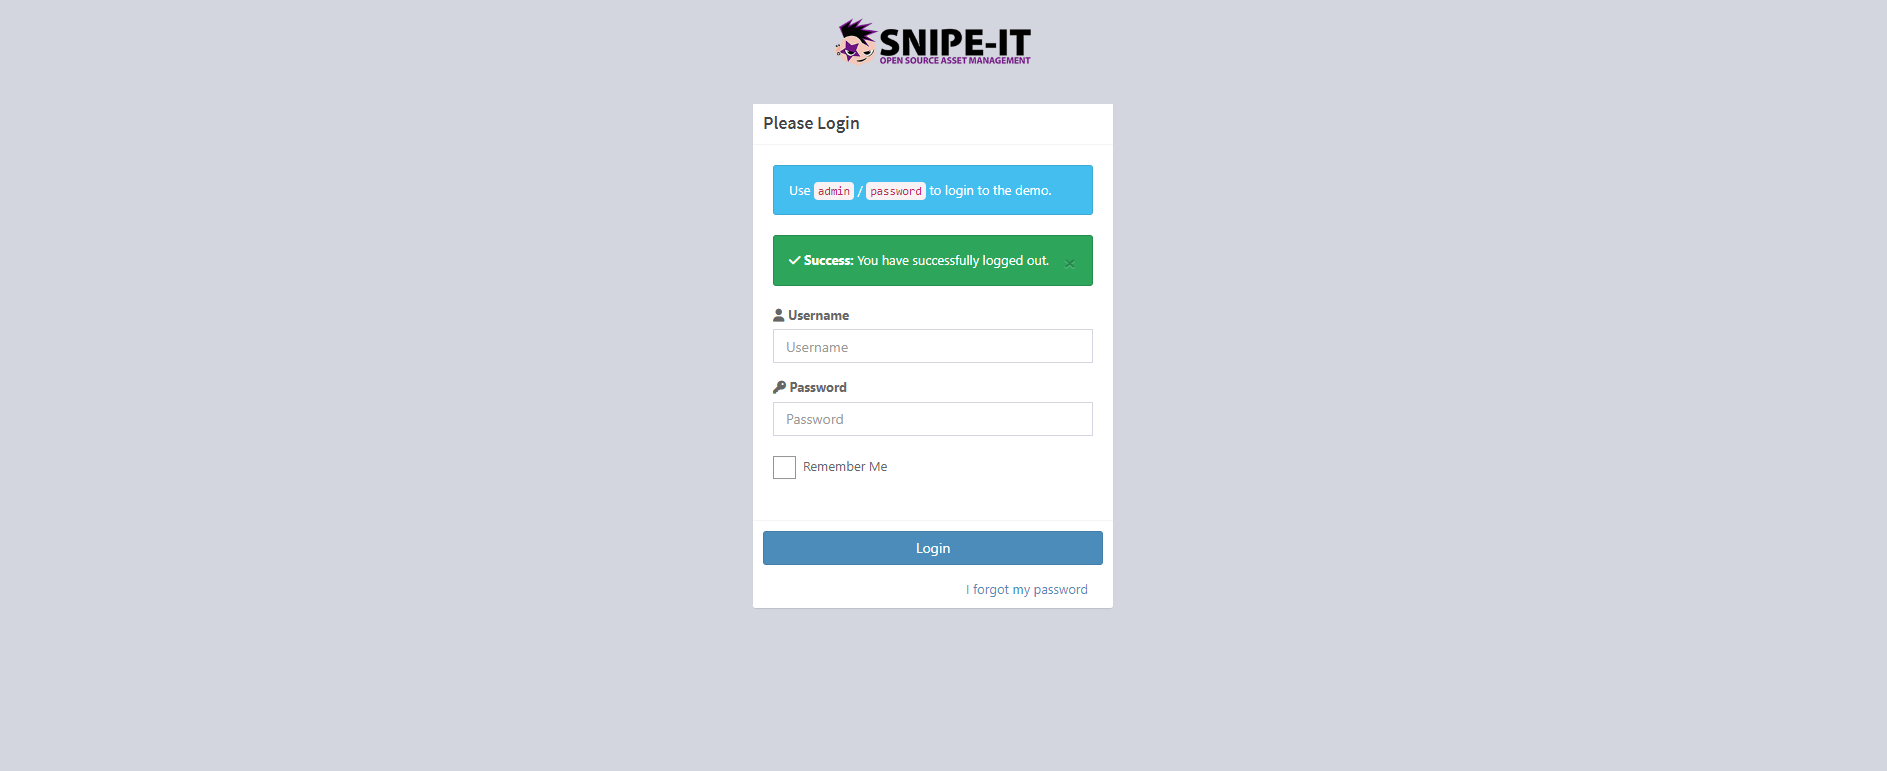 SNIPE-IT
OPEN SOURCE ASSET MANAGEMENT
Please Login
Use admin / password to login to the demo.
Success: You have successfully logged out. ×
Username
Username
Password
Password
Remember Me
Login
I forgot my password